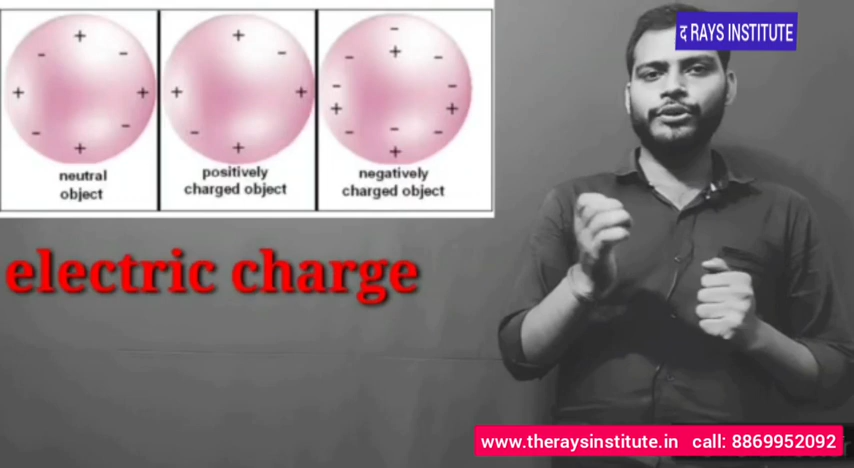 द RAYS INSTITUTE
neutral
object
positively
charged object
negatively
charged object
electric charge
www.theraysinstitute.in call: 8869952092